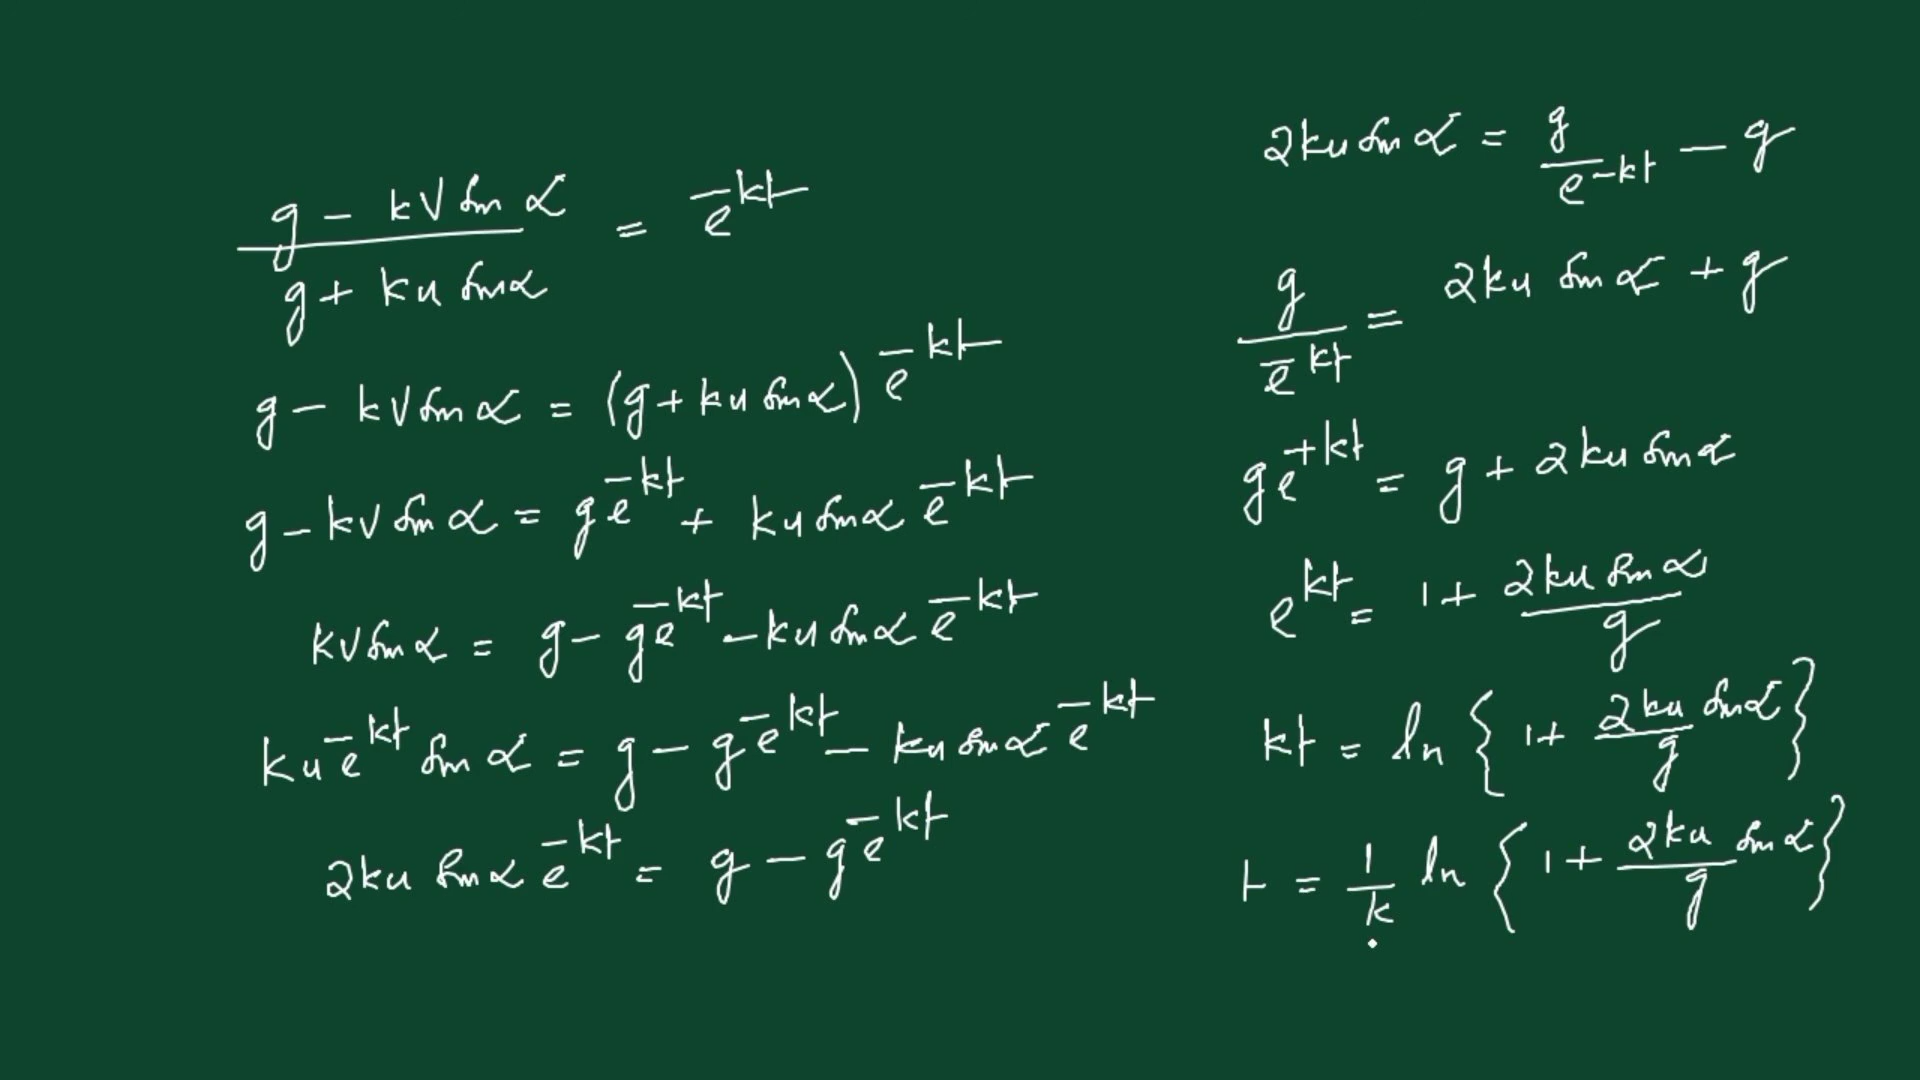 g - kV sin α / g + ku sin α = e^-kt
g - kV sin α = (g + ku sin α) e^-kt
g - kV sin α = g e^-kt + ku sin α e^-kt
kV sin α = g - g e^-kt - ku sin α e^-kt
ku e^-kt sin α = g - g e^-kt - ku sin α e^-kt
2ku sin α e^-kt = g - g e^-kt
2ku sin α = g / e^-kt - g
g / e^-kt = 2ku sin α + g
g e^+kt = g + 2ku sin α
e^kt = 1 + 2ku sin α / g
kt = ln { 1 + 2ku / g sin α }
t = 1 / k ln { 1 + 2ku / g sin α }